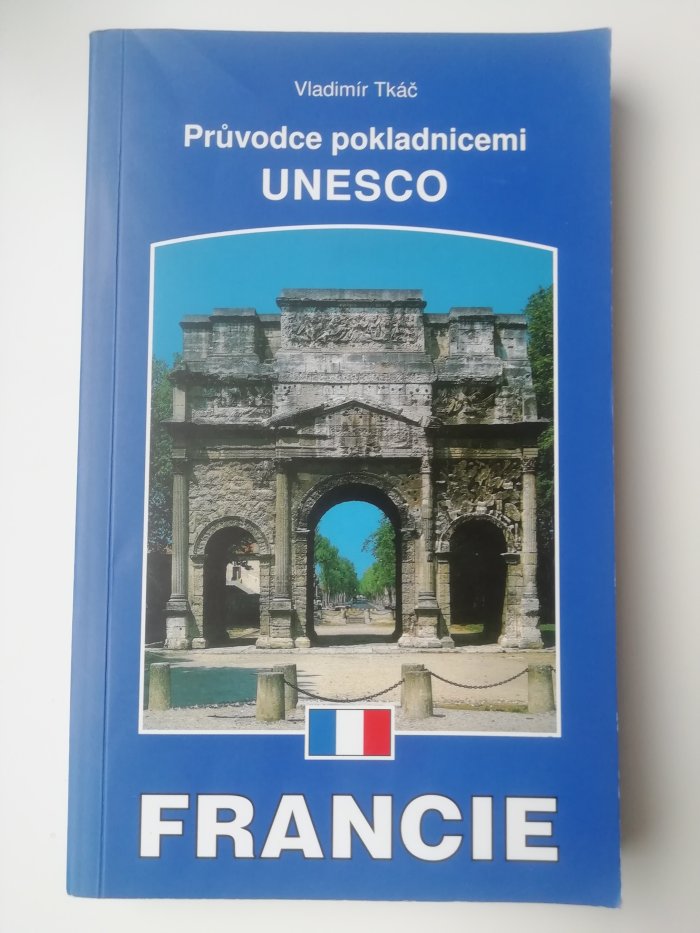 Vladimír Tkáč
Průvodce pokladnicemi
UNESCO
FRANCIE